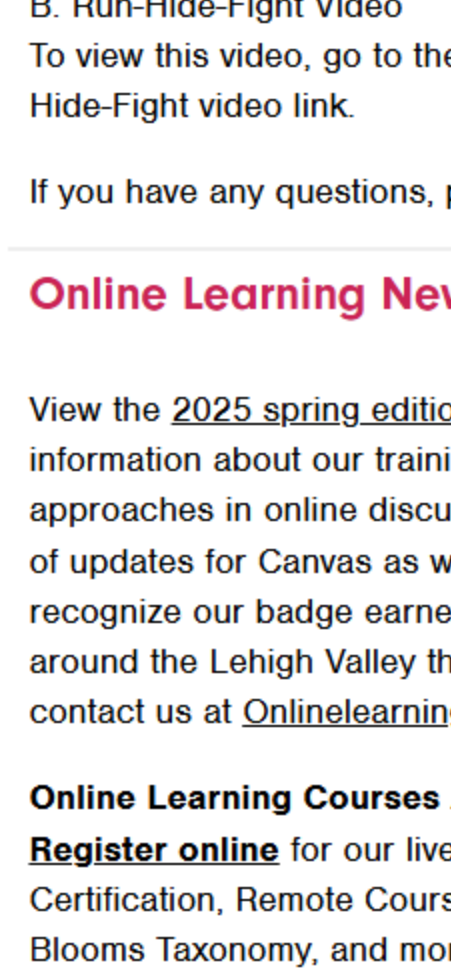 B. Run-Hide-Fight Video
To view this video, go to the
Hide-Fight video link.
If you have any questions,
Online Learning
View the 2025 spring
information about our
approaches in online
of updates for Canvas as
recognize our badge
around the Lehigh Valley
contact us at
Online Learning Courses
Register online for our live
Certification, Remote
Blooms Taxonomy, and